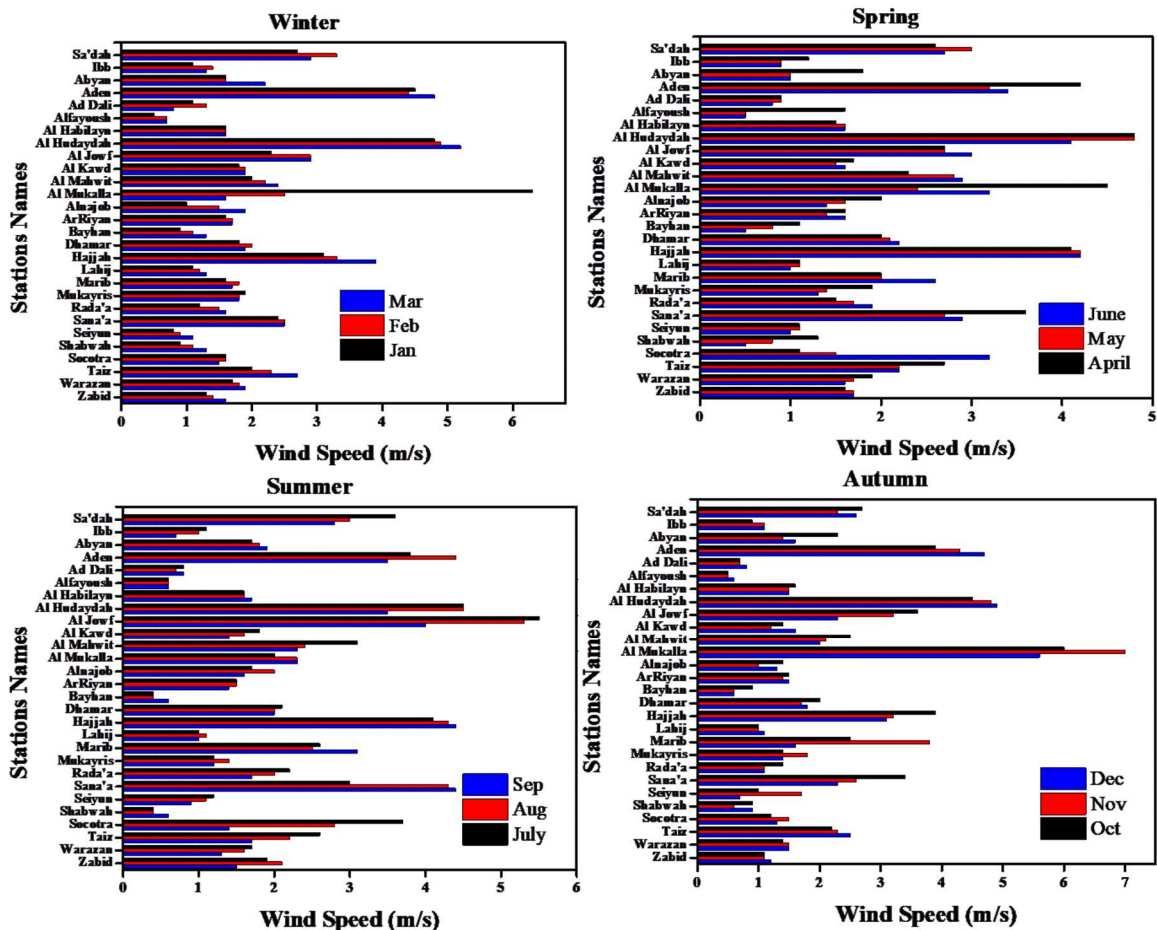 Winter
Stations Names
Sa'dah
Ibb
Abyan
Aden
Ad Dali
Alfayoush
Al Habilayn
Al Hudaydah
Al Jowf
Al Kawd
Al Mahwit
Al Mukalla
Alnajob
ArRiyan
Bayhan
Dhamar
Hajjah
Lahij
Marib
Mukayris
Rada'a
Sana'a
Seiyun
Shabwah
Socotra
Taiz
Warazan
Zabid
Mar
Feb
Jan
0 1 2 3 4 5 6
Wind Speed (m/s)
Spring
Stations Names
Sa'dah
Ibb
Abyan
Aden
Ad Dali
Alfayoush
Al Habilayn
Al Hudaydah
Al Jowf
Al Kawd
Al Mahwit
Al Mukalla
Alnajob
ArRiyan
Bayhan
Dhamar
Hajjah
Lahij
Marib
Mukayris
Rada'a
Sana'a
Seiyun
Shabwah
Socotra
Taiz
Warazan
Zabid
June
May
April
0 1 2 3 4 5
Wind Speed (m/s)
Summer
Stations Names
Sa'dah
Ibb
Abyan
Aden
Ad Dali
Alfayoush
Al Habilayn
Al Hudaydah
Al Jowf
Al Kawd
Al Mahwit
Al Mukalla
Alnajob
ArRiyan
Bayhan
Dhamar
Hajjah
Lahij
Marib
Mukayris
Rada'a
Sana'a
Seiyun
Shabwah
Socotra
Taiz
Warazan
Zabid
Sep
Aug
July
0 1 2 3 4 5 6
Wind Speed (m/s)
Autumn
Stations Names
Sa'dah
Ibb
Abyan
Aden
Ad Dali
Alfayoush
Al Habilayn
Al Hudaydah
Al Jowf
Al Kawd
Al Mahwit
Al Mukalla
Alnajob
ArRiyan
Bayhan
Dhamar
Hajjah
Lahij
Marib
Mukayris
Rada'a
Sana'a
Seiyun
Shabwah
Socotra
Taiz
Warazan
Zabid
Dec
Nov
Oct
0 1 2 3 4 5 6 7
Wind Speed (m/s)